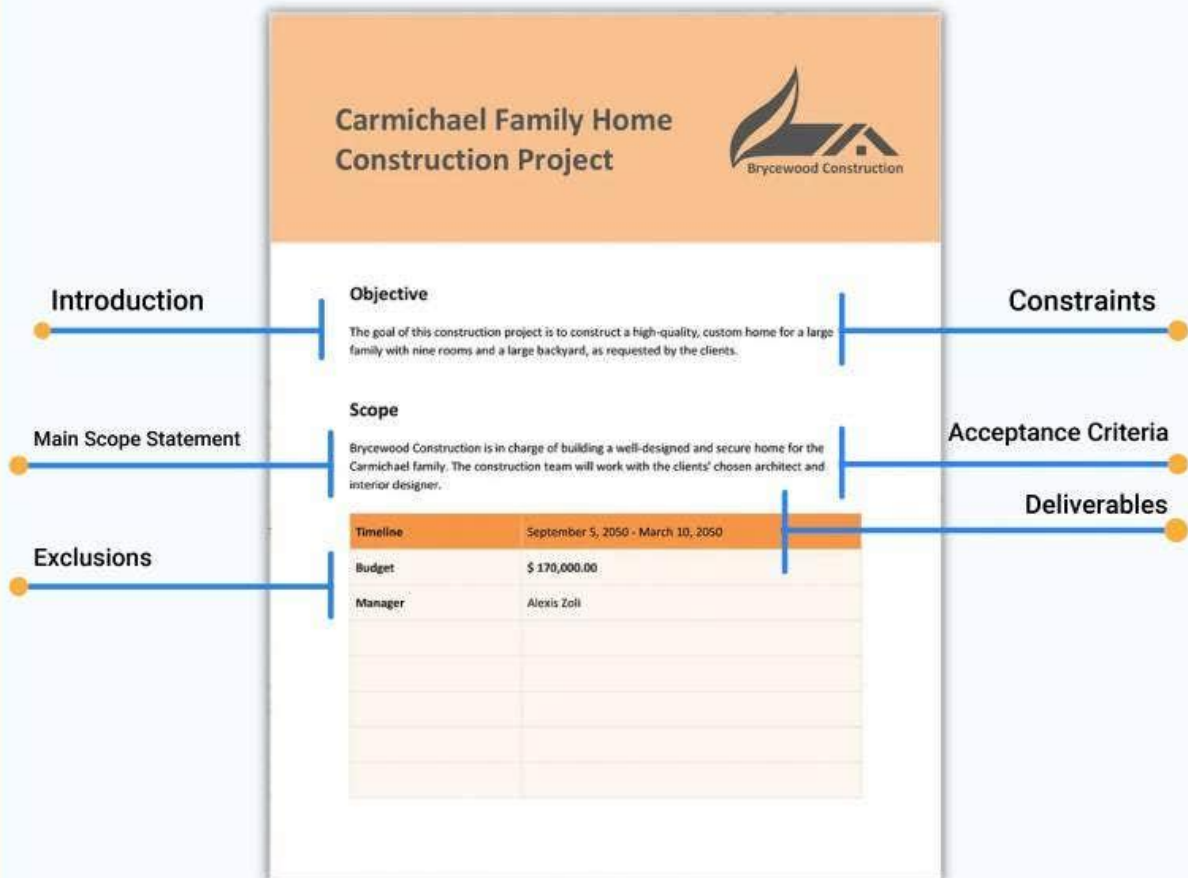 Carmichael Family Home
Construction Project
Brycewood Construction
Introduction
Constraints
Objective
The goal of this construction project is to construct a high-quality, custom home for a large
family with nine rooms and a large backyard, as requested by the clients.
Main Scope Statement
Acceptance Criteria
Scope
Brycewood Construction is in charge of building a well-designed and secure home for the
Carmichael family. The construction team will work with the clients' chosen architect and
interior designer.
Deliverables
Exclusions
Timeline September 5, 2050 - March 10, 2050
Budget $ 170,000.00
Manager Alexis Zoli